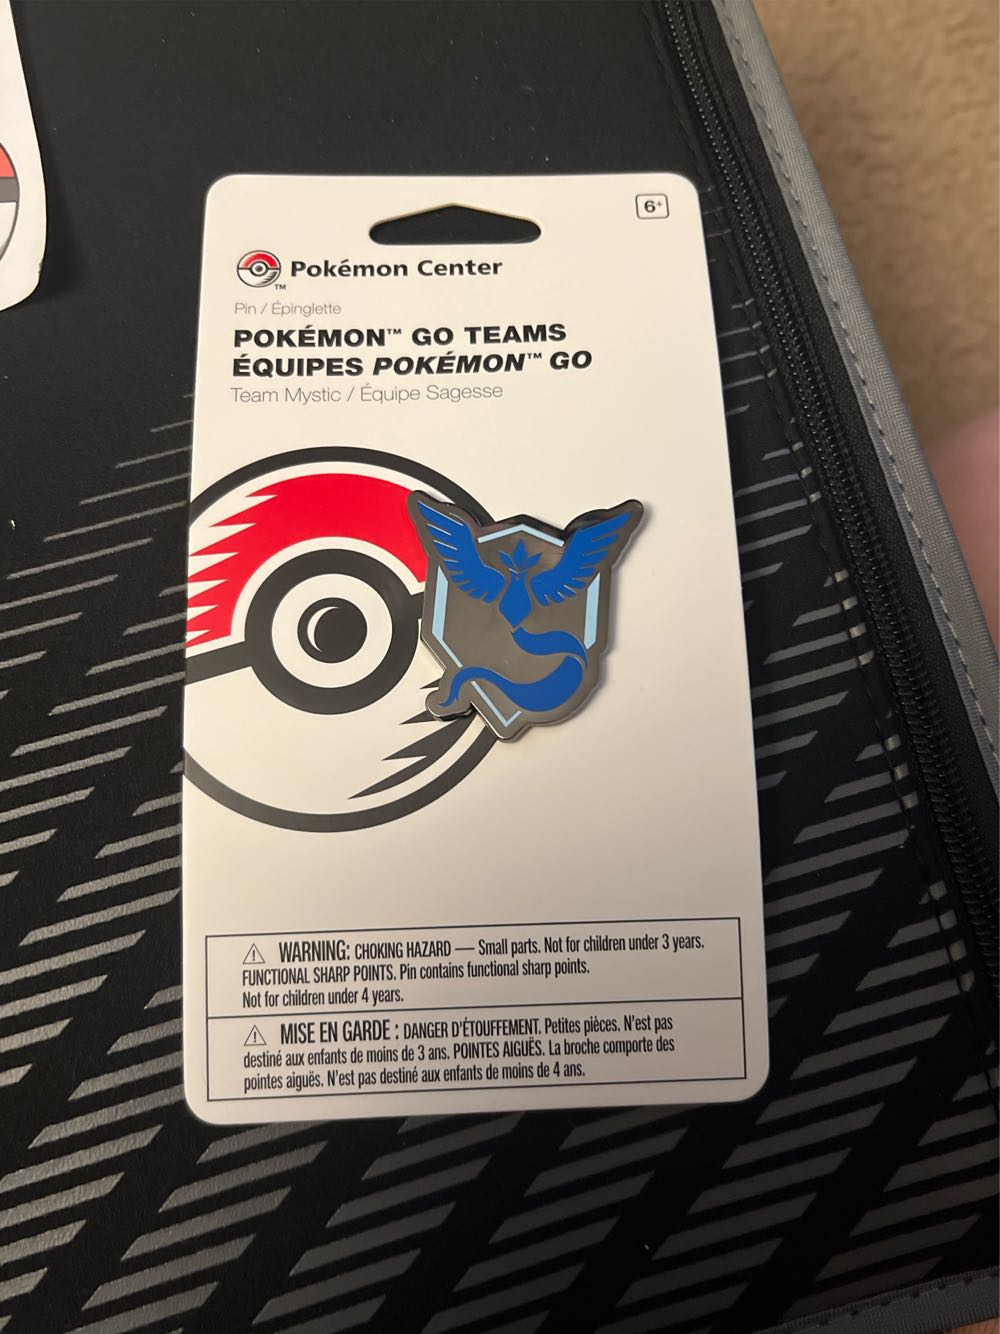 6+
Pokémon Center
TM
Pin / Épinglette
POKÉMON™ GO TEAMS
ÉQUIPES POKÉMON™ GO
Team Mystic / Équipe Sagesse
⚠ WARNING: CHOKING HAZARD — Small parts. Not for children under 3 years.
FUNCTIONAL SHARP POINTS. Pin contains functional sharp points.
Not for children under 4 years.
⚠ MISE EN GARDE : DANGER D'ÉTOUFFEMENT. Petites pièces. N'est pas
destiné aux enfants de moins de 3 ans. POINTES AIGUËS. La broche comporte des
pointes aiguës. N'est pas destiné aux enfants de moins de 4 ans.